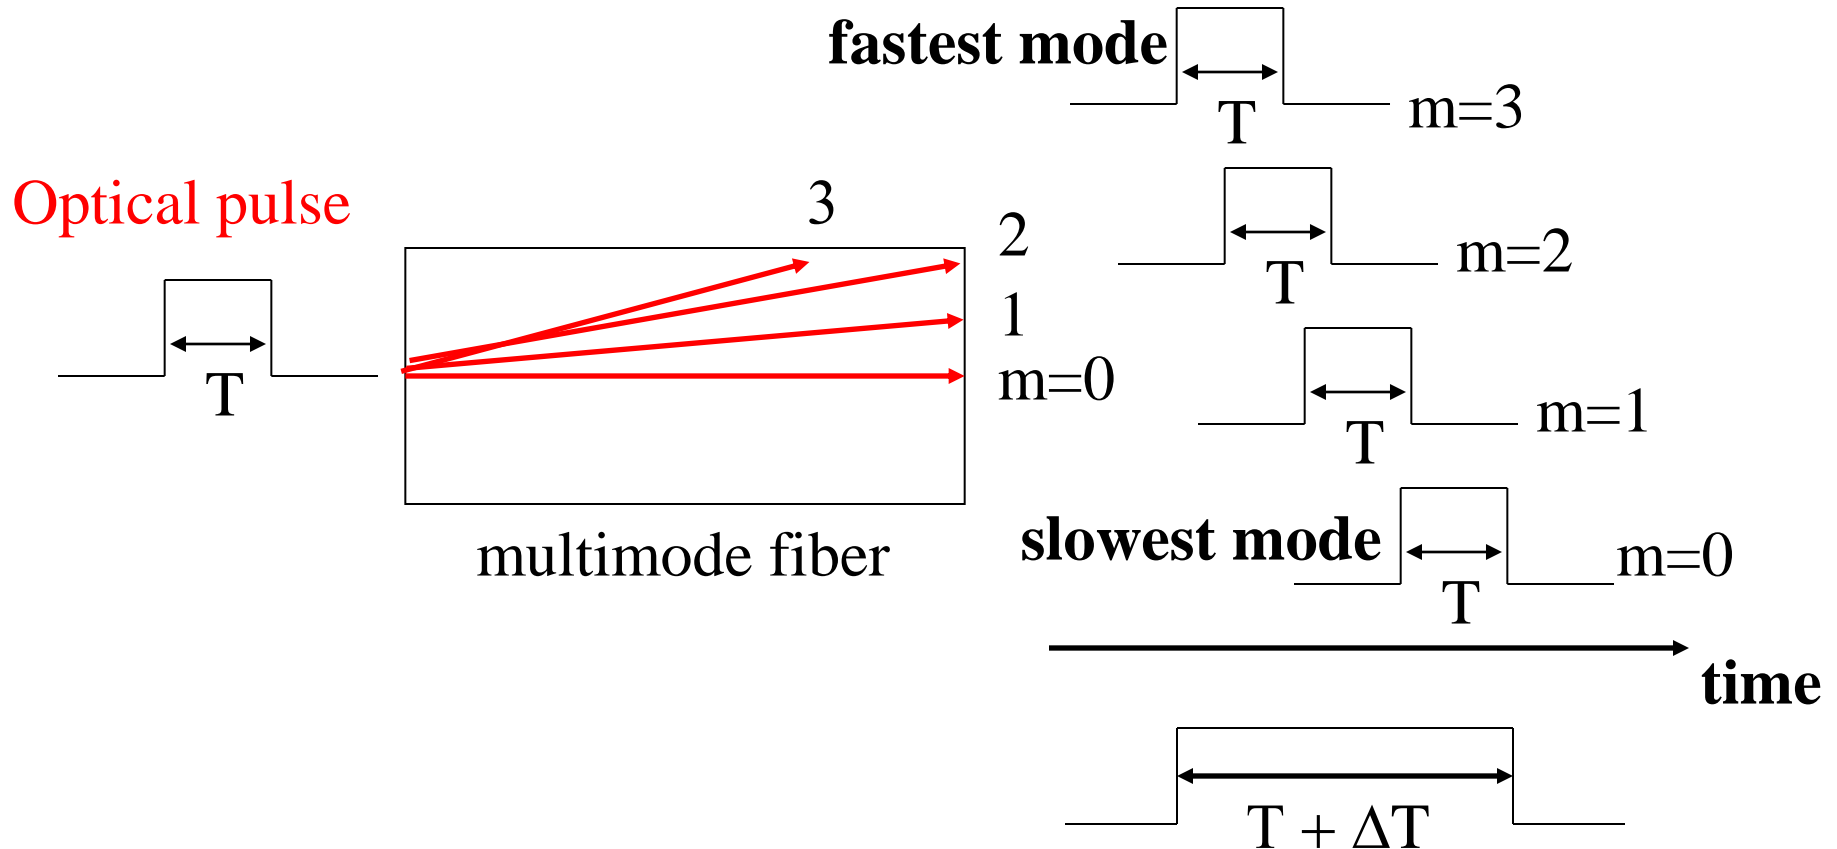 fastest mode
T
m=3
Optical pulse
3
2
T
m=2
1
m=0
T
T
m=1
multimode fiber
slowest mode
T
m=0
time
T + ΔT